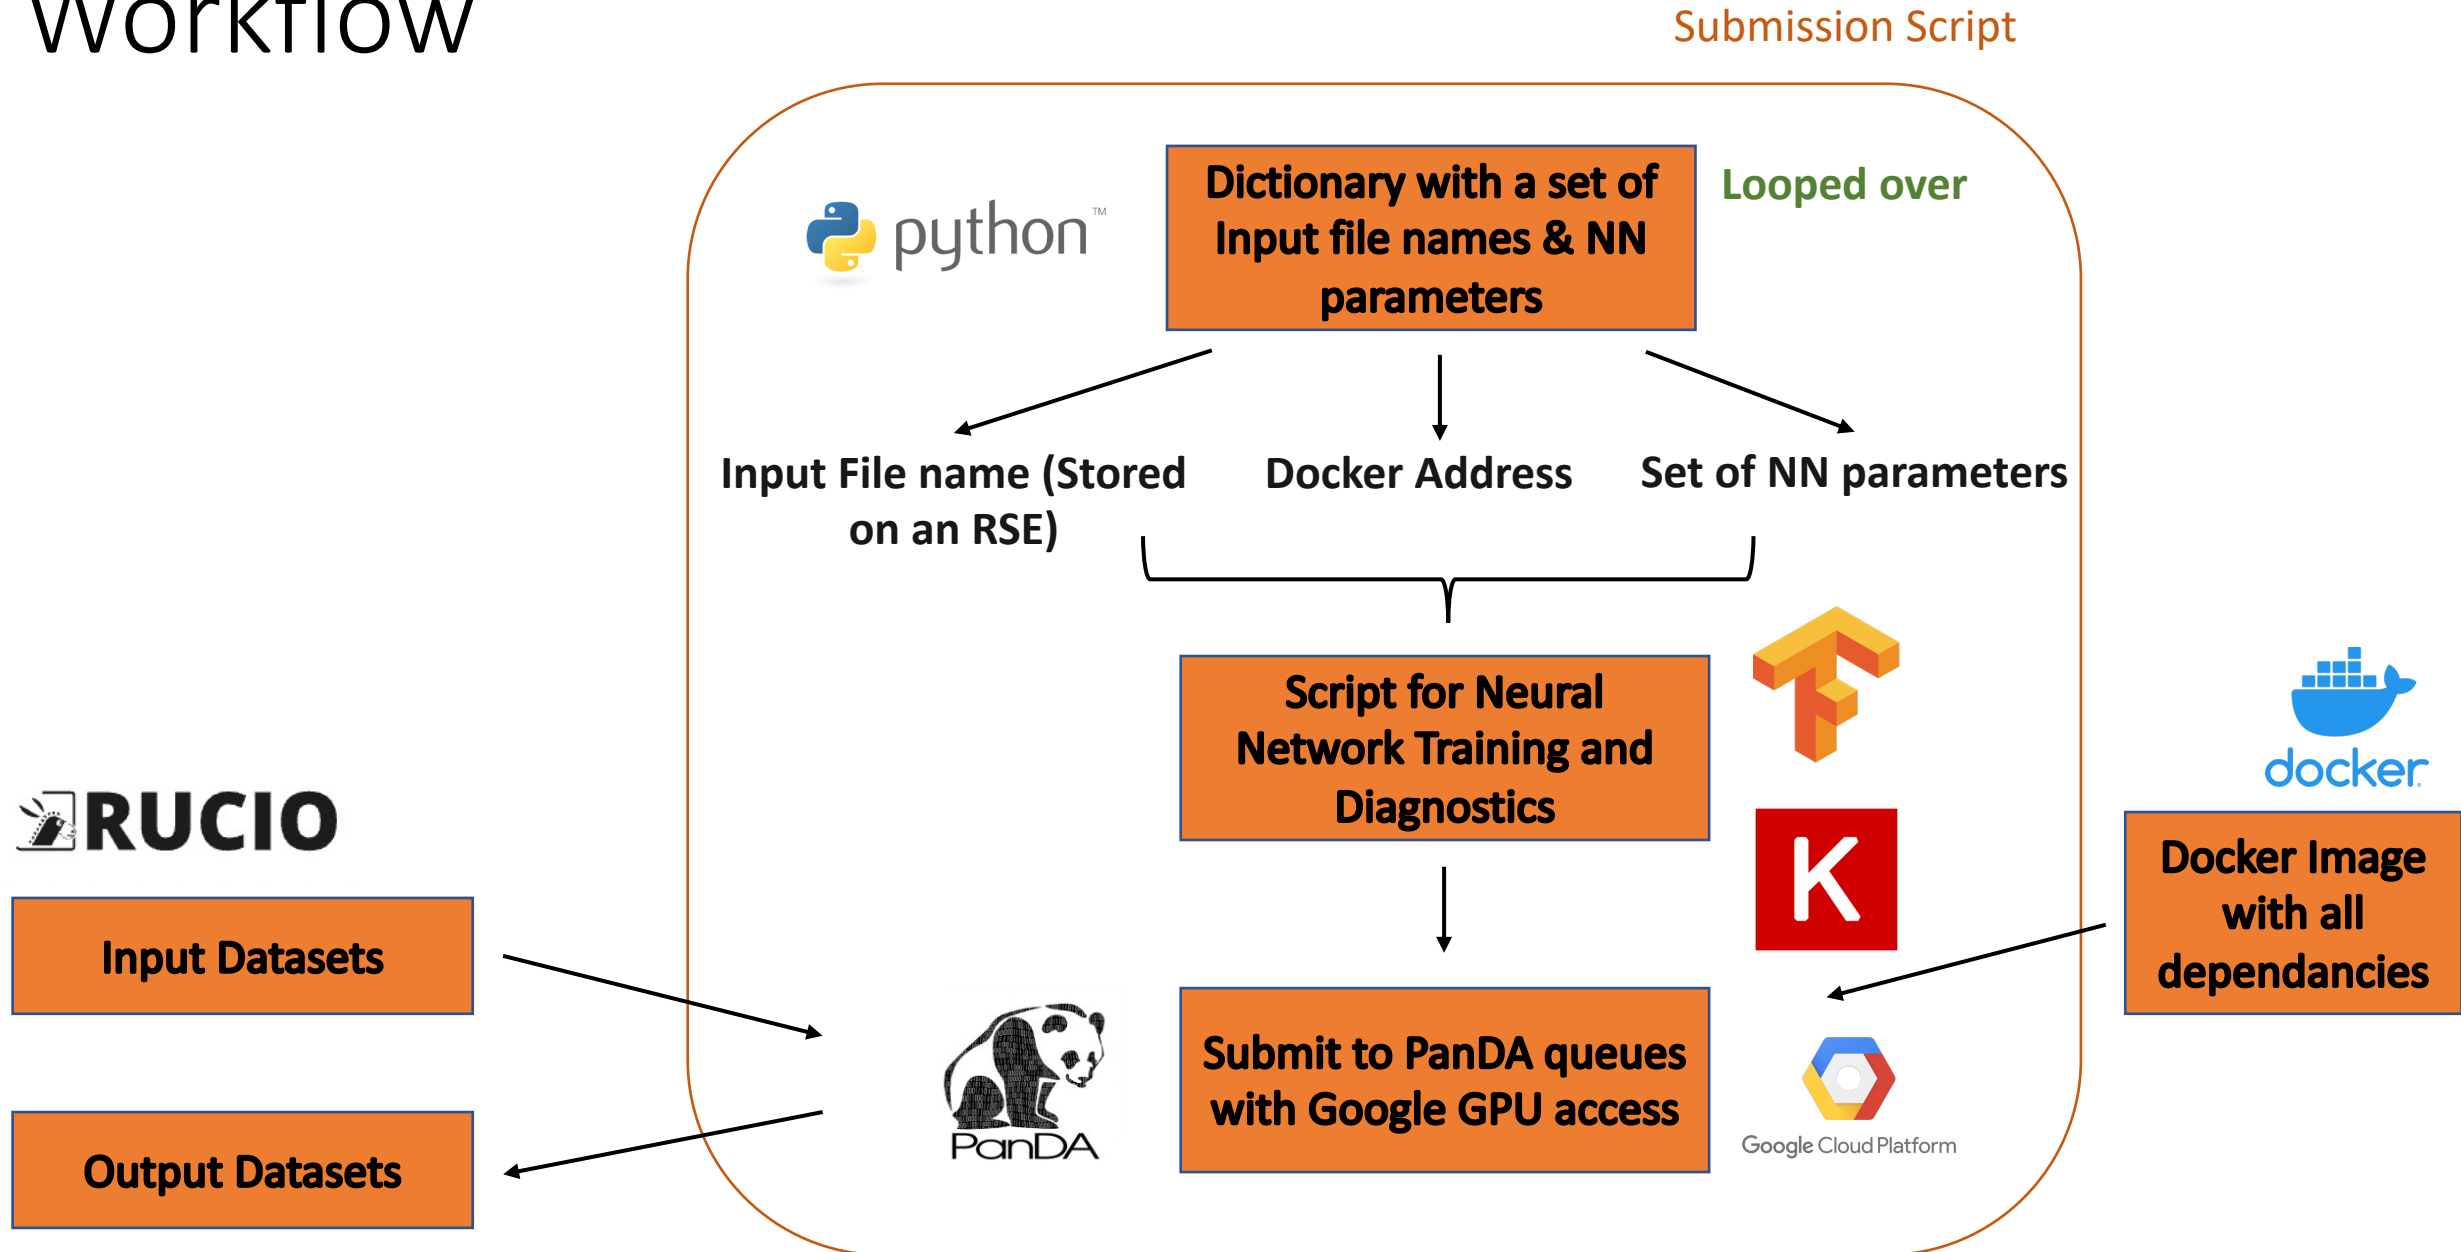 Workflow
Submission Script
python™
Dictionary with a set of
Input file names & NN
parameters
Looped over
Input File name (Stored
on an RSE)
Docker Address
Set of NN parameters
Script for Neural
Network Training and
Diagnostics
K
docker
RUCIO
Docker Image
with all
dependancies
Input Datasets
Submit to PanDA queues
with Google GPU access
PanDA
Google Cloud Platform
Output Datasets